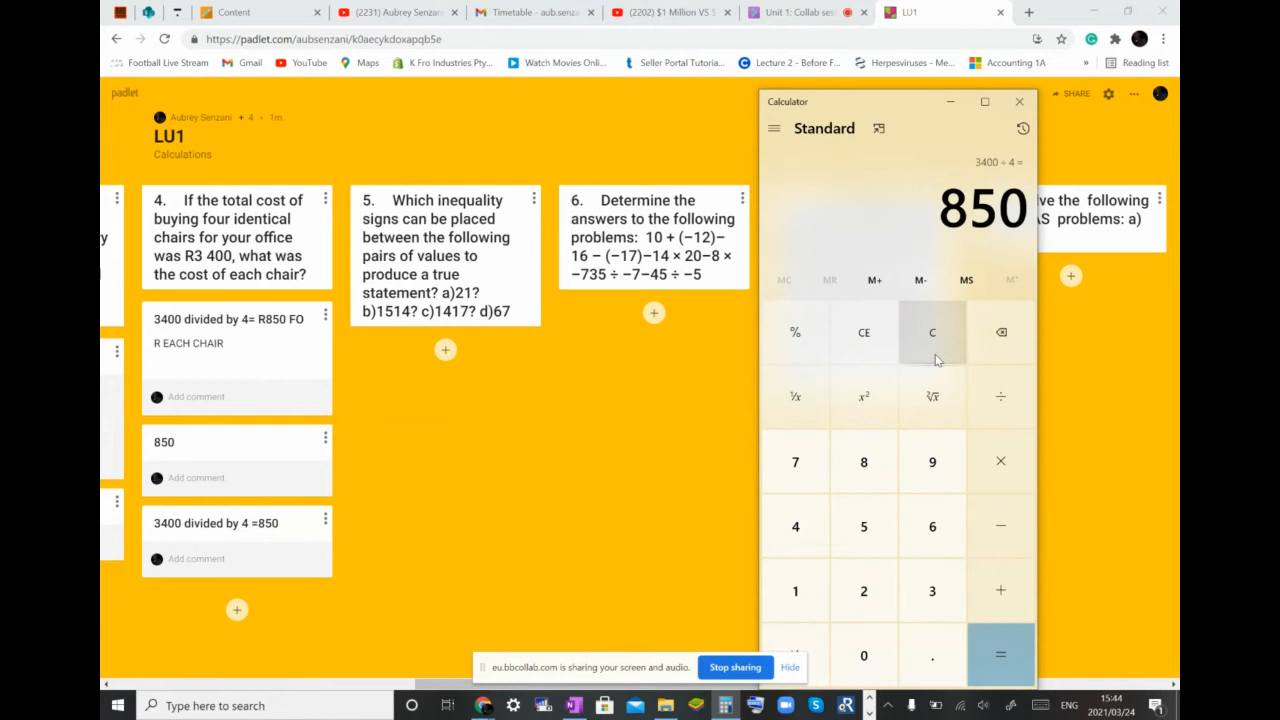 Content
(2231) Aubrey Senzan
Timetable - aub.senza
(2202) $1 Million VS $
Unit 1: Collab ses
LU1
https://padlet.com/aubsenzani/k0aecykdoxapqb5e
Football Live Stream
Gmail
YouTube
Maps
K Fro Industries Pty...
Watch Movies Onli...
Seller Portal Tutoria...
Lecture 2 - Before F...
Herpesviruses - Me...
Accounting 1A
»
Reading list
padlet
Aubrey Senzani + 4 • 1m
LU1
Calculations
SHARE
4. If the total cost of
buying four identical
chairs for your office
was R3 400, what was
the cost of each chair?
3400 divided by 4= R850 FO
R EACH CHAIR
Add comment
850
Add comment
3400 divided by 4 =850
Add comment
5. Which inequality
signs can be placed
between the following
pairs of values to
produce a true
statement? a)21?
b)1514? c)1417? d)67
6. Determine the
answers to the following
problems: 10 + (−12)−
16 − (−17)−14 × 20−8 ×
−735 ÷ −7−45 ÷ −5
ve the following
AS problems: a)
Calculator
Standard
3400 ÷ 4 =
850
MC MR M+ M- MS
% CE C
¹/x x² ²√x ÷
7 8 9 ×
4 5 6 −
1 2 3 +
0 . =
eu.bbcollab.com is sharing your screen and audio.
Stop sharing
Hide
Type here to search
ENG
15:44
2021/03/24